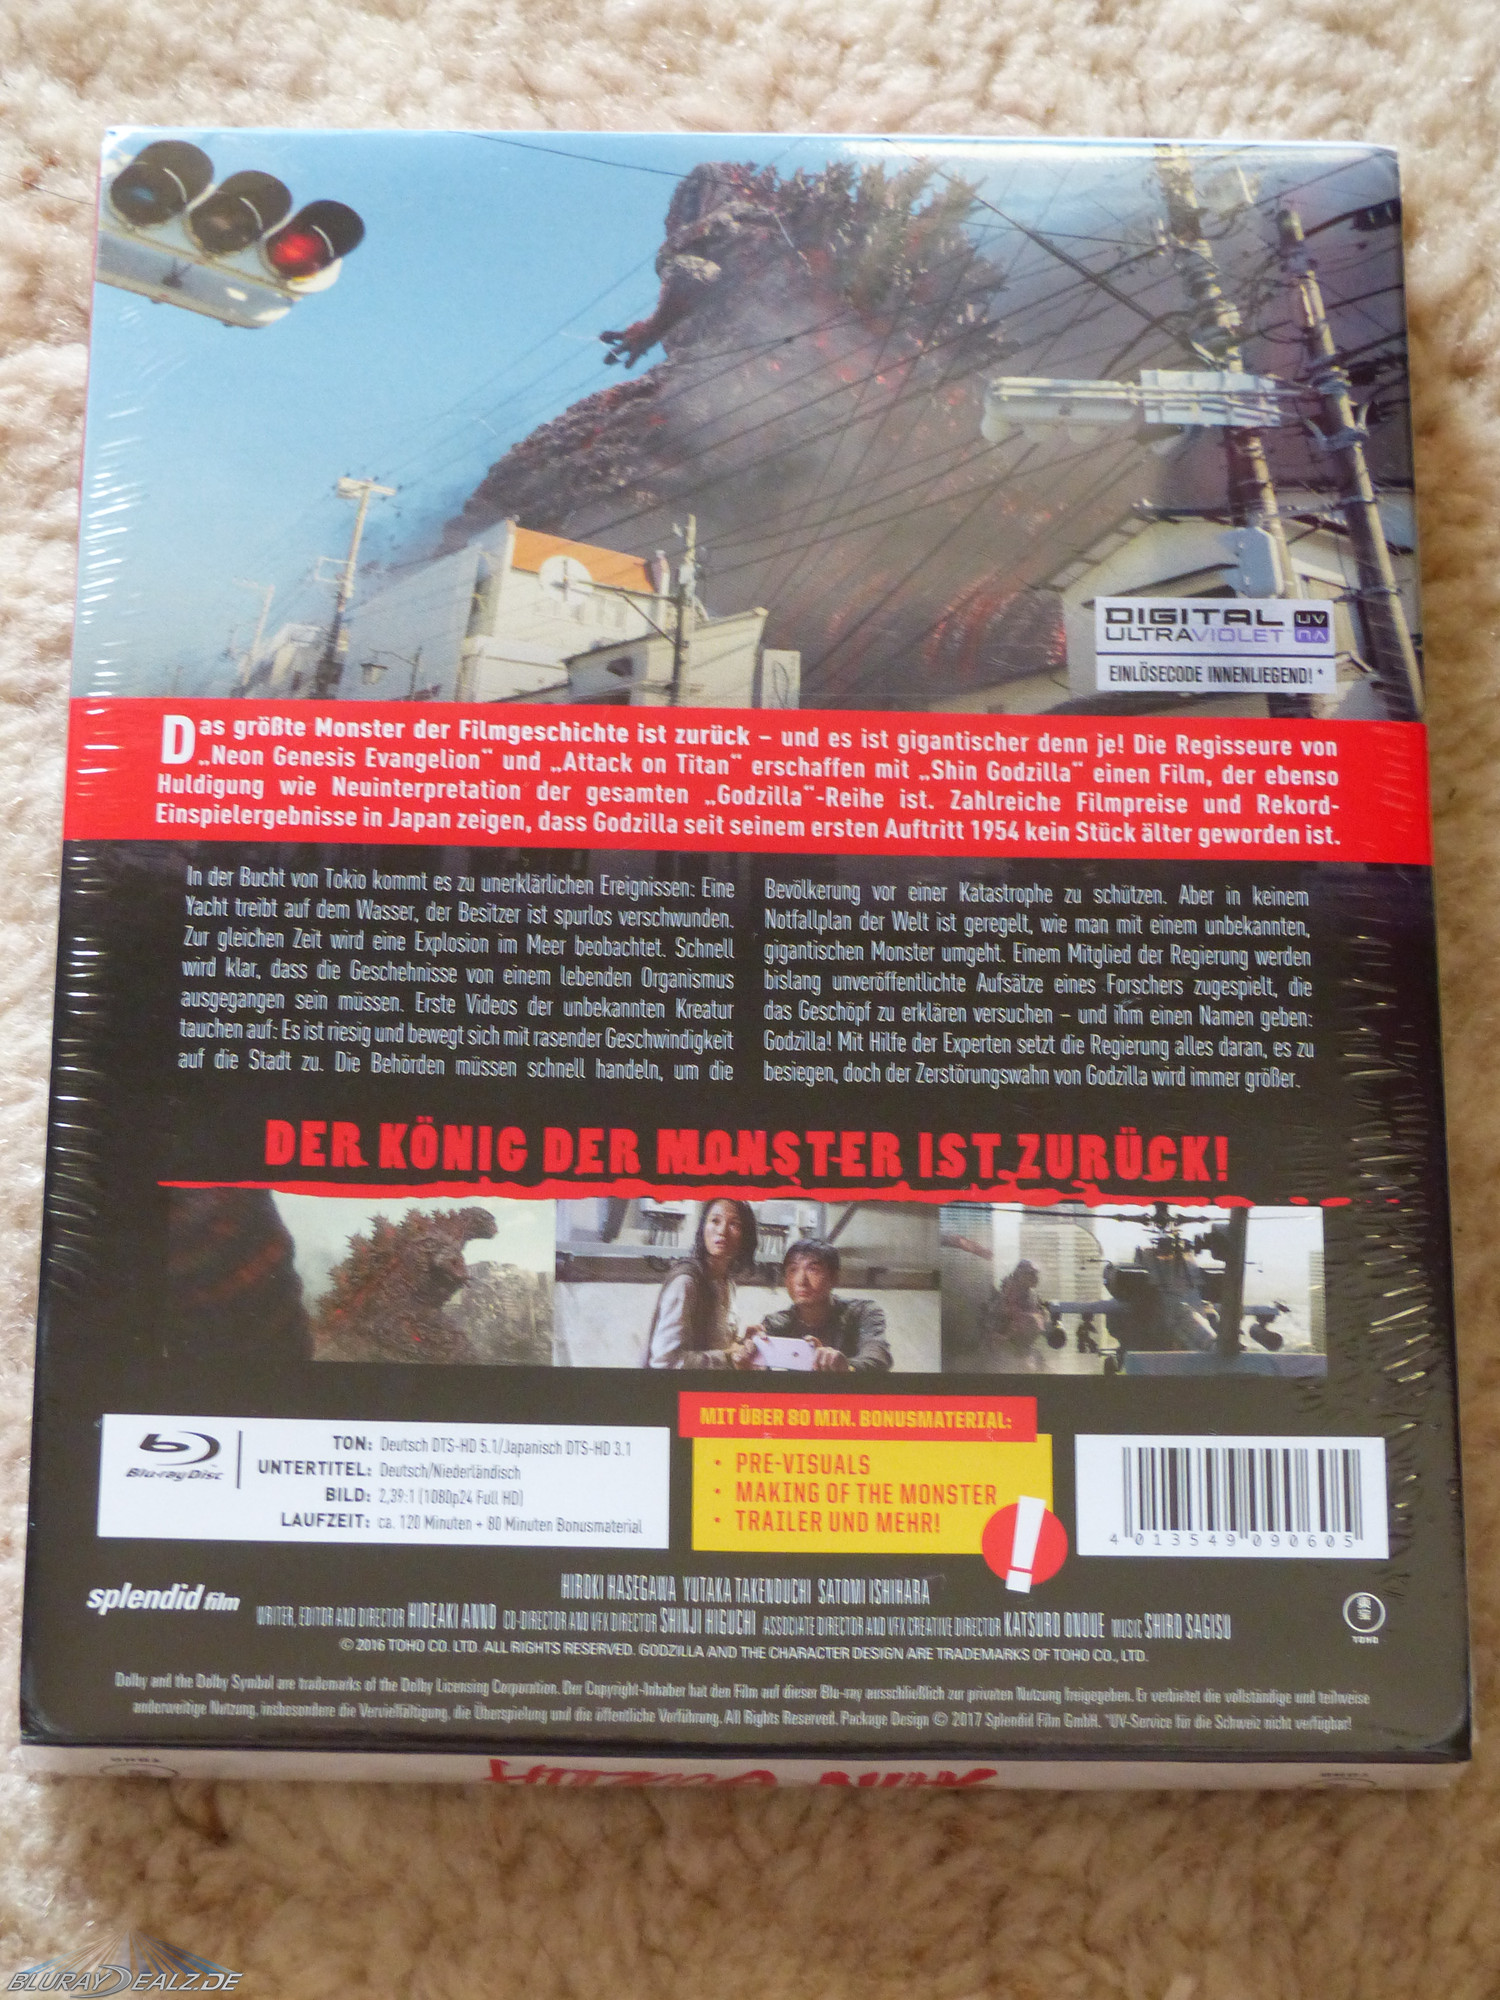 DIGITAL
ULTRAVIOLET
UV
EINLÖSECODE INNENLIEGEND! *
Das größte Monster der Filmgeschichte ist zurück – und es ist gigantischer denn je! Die Regisseure von
„Neon Genesis Evangelion“ und „Attack on Titan“ erschaffen mit „Shin Godzilla“ einen Film, der ebenso
Huldigung wie Neuinterpretation der gesamten „Godzilla“-Reihe ist. Zahlreiche Filmpreise und Rekord-
Einspielergebnisse in Japan zeigen, dass Godzilla seit seinem ersten Auftritt 1954 kein Stück älter geworden ist.
In der Bucht von Tokio kommt es zu unerklärlichen Ereignissen: Eine
Yacht treibt auf dem Wasser, der Besitzer ist spurlos verschwunden.
Zur gleichen Zeit wird eine Explosion im Meer beobachtet. Schnell
wird klar, dass die Geschehnisse von einem lebenden Organismus
ausgegangen sein müssen. Erste Videos der unbekannten Kreatur
tauchen auf: Es ist riesig und bewegt sich mit rasender Geschwindigkeit
auf die Stadt zu. Die Behörden müssen schnell handeln, um die
Bevölkerung vor einer Katastrophe zu schützen. Aber in keinem
Notfallplan der Welt ist geregelt, wie man mit einem unbekannten,
gigantischen Monster umgeht. Einem Mitglied der Regierung werden
bislang unveröffentlichte Aufsätze eines Forschers zugespielt, die
das Geschöpf zu erklären versuchen – und ihm einen Namen geben:
Godzilla! Mit Hilfe der Experten setzt die Regierung alles daran, es zu
besiegen, doch der Zerstörungswahn von Godzilla wird immer größer.
DER KÖNIG DER MONSTER IST ZURÜCK!
Blu-ray Disc
TON: Deutsch DTS-HD 5.1/Japanisch DTS-HD 3.1
UNTERTITEL: Deutsch/Niederländisch
BILD: 2,39:1 (1080p24 Full HD)
LAUFZEIT: ca. 120 Minuten + 80 Minuten Bonusmaterial
MIT ÜBER 80 MIN. BONUSMATERIAL:
• PRE-VISUALS
• MAKING OF THE MONSTER
• TRAILER UND MEHR!
!
4 013549 090605
splendid film
HIROKI HASEGAWA YUTAKA TAKENOUCHI SATOMI ISHIHARA
WRITER, EDITOR AND DIRECTOR HIDEAKI ANNO CO-DIRECTOR AND VFX DIRECTOR SHINJI HIGUCHI ASSOCIATE DIRECTOR AND VFX CREATIVE DIRECTOR KATSURO ONOUE MUSIC SHIRO SAGISU
© 2016 TOHO CO. LTD. ALL RIGHTS RESERVED. GODZILLA AND THE CHARACTER DESIGN ARE TRADEMARKS OF TOHO CO., LTD.
東宝
TOHO
Dolby and the Dolby Symbol are trademarks of the Dolby Licensing Corporation. Der Copyright-Inhaber hat den Film auf dieser Blu-ray ausschließlich zur privaten Nutzung freigegeben. Er verbietet die vollständige und teilweise
anderweitige Nutzung, insbesondere die Vervielfältigung, die Überspielung und die öffentliche Vorführung. All Rights Reserved. Package Design © 2017 Splendid Film GmbH. *UV-Service für die Schweiz nicht verfügbar!
TOHO
TOHO
BLURAYDEALZ.DE